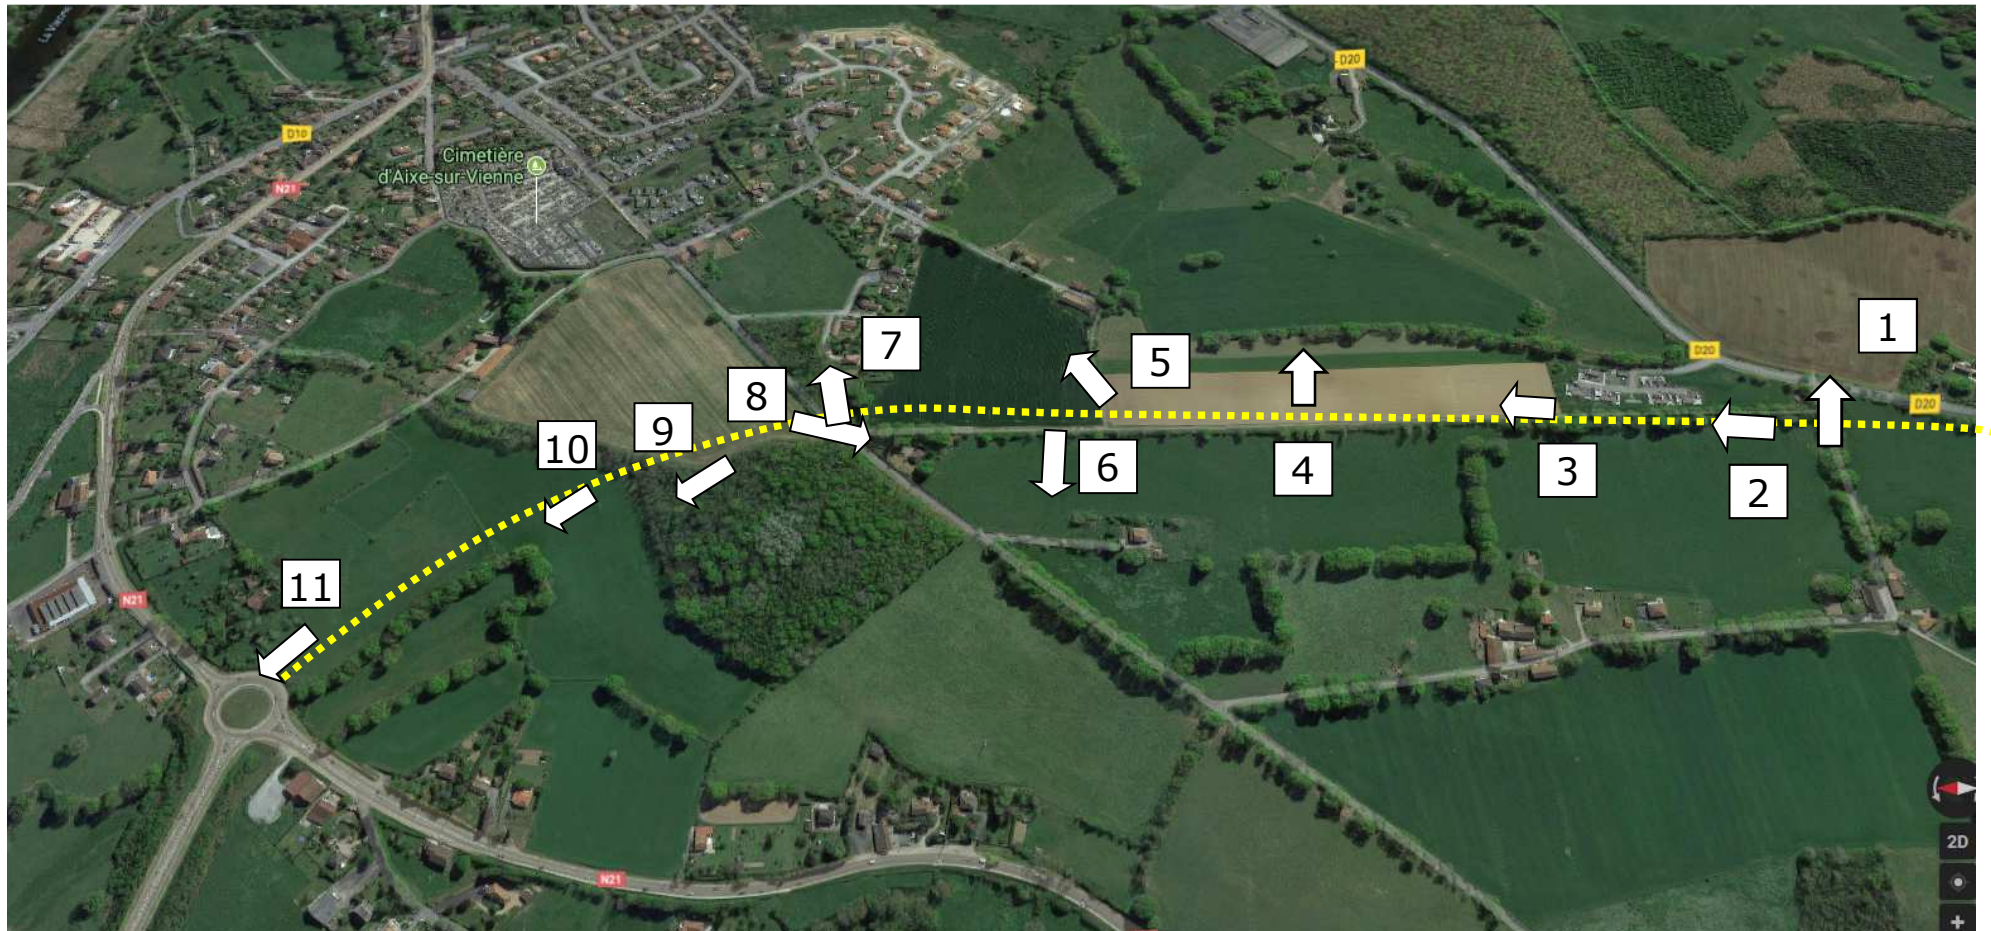 D20
D10
Cimetière
d'Aixe-sur-Vienne
N21
1
7
5
D20
8
D20
9
10
6
4
3
2
11
N21
2D
N21
+